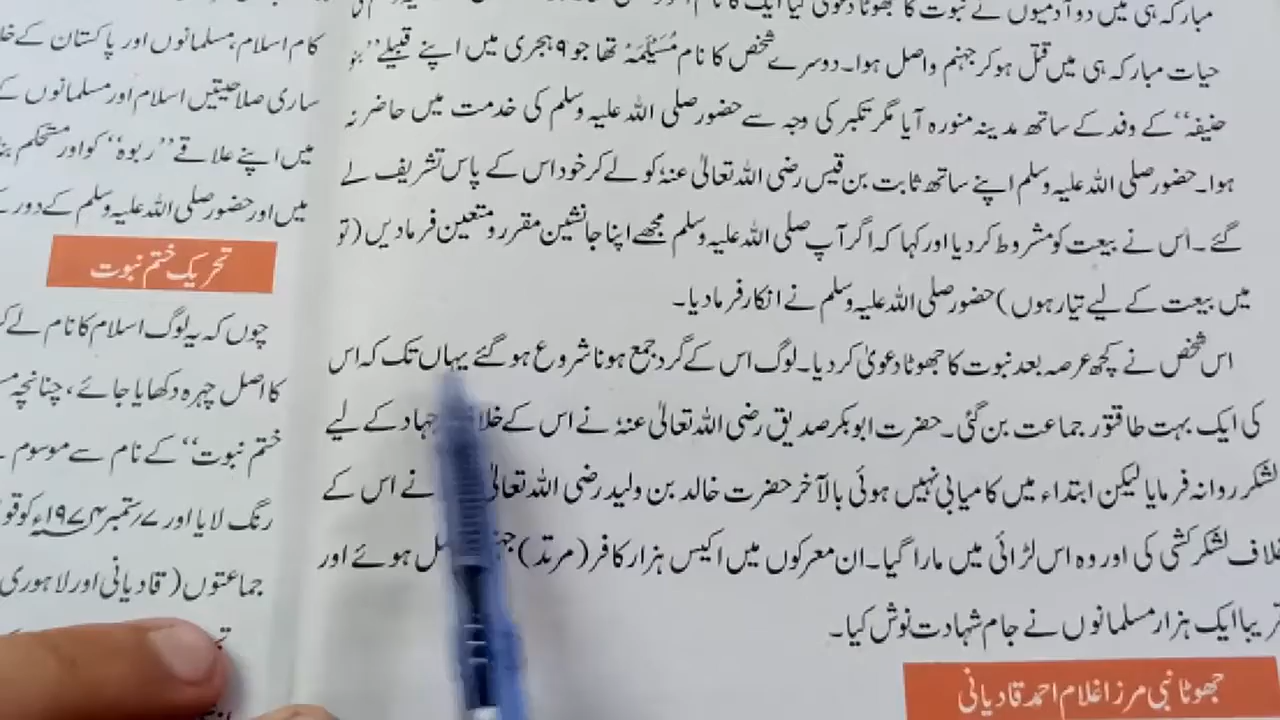 مبارکہ ہی میں دو آدمیوں نے نبوت کا جھوٹا دعویٰ کیا ایک کا نام
حیات مبارکہ ہی میں قتل ہو کر جہنم واصل ہوا۔ دوسرے شخص کا نام مُسَیْلَمَہْ تھا جو ۹ ہجری میں اپنے قبیلے ’’بنو
حنیفہ‘‘ کے وفد کے ساتھ مدینہ منورہ آیا مگر تکبر کی وجہ سے حضور صلی اللہ علیہ وسلم کی خدمت میں حاضر نہ
ہوا۔ حضور صلی اللہ علیہ وسلم اپنے ساتھ ثابت بن قیس رضی اللہ تعالیٰ عنہٗ کو لے کر خود اس کے پاس تشریف لے
گئے۔ اس نے بیعت کو مشروط کر دیا اور کہا کہ اگر آپ صلی اللہ علیہ وسلم مجھے اپنا جانشین مقرر و متعین فرما دیں (تو
میں بیعت کے لیے تیار ہوں) حضور صلی اللہ علیہ وسلم نے انکار فرما دیا۔
اس شخص نے کچھ عرصہ بعد نبوت کا جھوٹا دعویٰ کر دیا۔ لوگ اس کے گرد جمع ہونا شروع ہو گئے یہاں تک کہ اس
کی ایک بہت طاقتور جماعت بن گئی۔ حضرت ابوبکر صدیق رضی اللہ تعالیٰ عنہٗ نے اس کے جہاد کے لیے
لشکر روانہ فرمایا لیکن ابتداء میں کامیابی نہیں ہوئی بالآخر حضرت خالد بن ولید رضی اللہ تعالیٰ نے اس کے
خلاف لشکر کشی کی اور وہ اس لڑائی میں مارا گیا۔ ان معرکوں میں اکیس ہزار کافر (مرتد) ہوئے اور
قریباً ایک ہزار مسلمانوں نے جام شہادت نوش کیا۔
جھوٹا نبی مرزا غلام احمد قادیانی
کام اسلام، مسلمانوں اور پاکستان کے
ساری صلاحیتیں اسلام اور مسلمانوں کے
میں اپنے علاقے ’’ربوہ‘‘ کو اور مستحکم
میں اور حضور صلی اللہ علیہ وسلم کے دور
تحریک ختم نبوت
چوں کہ یہ لوگ اسلام کا نام لے
کا اصل چہرہ دکھایا جائے، چنانچہ
ختم نبوت‘‘ کے نام سے موسوم
رنگ لایا اور ۷؍ ستمبر ۱۹۷۴ء کو
جماعتوں (قادیانی اور لاہوری